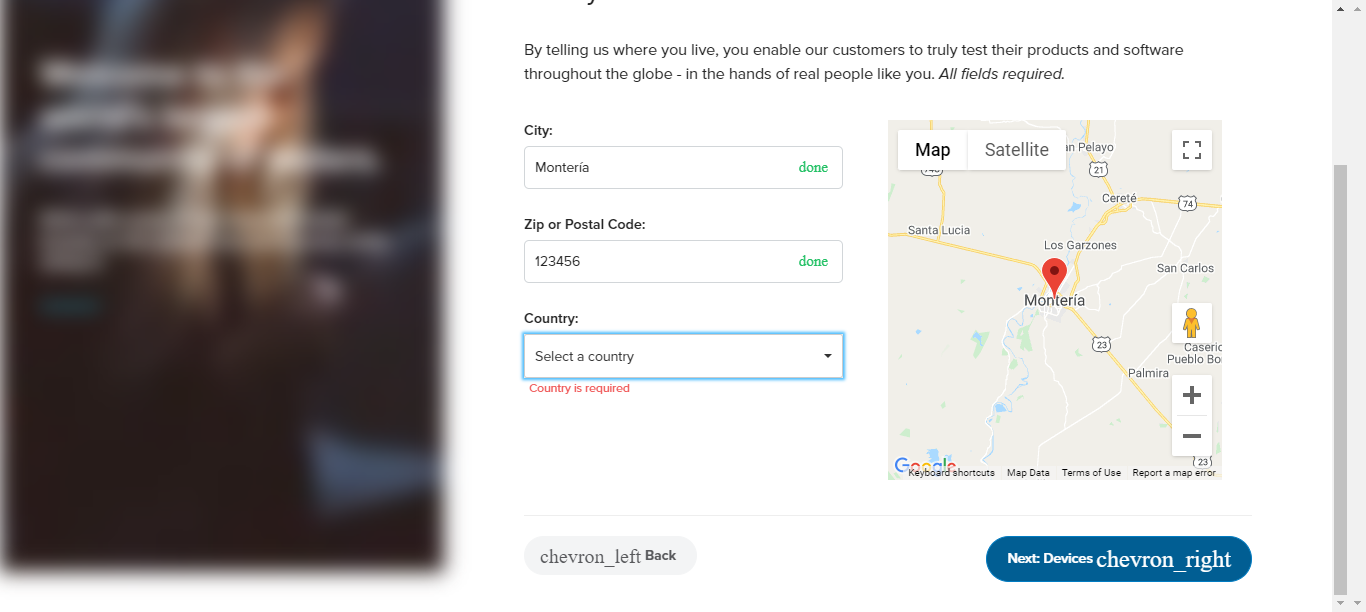 By telling us where you live, you enable our customers to truly test their products and software
throughout the globe - in the hands of real people like you. All fields required.
City:
Montería
done
Zip or Postal Code:
123456
done
Country:
Select a country
Country is required
Map
Satellite
an Pelayo
21
Cereté
74
Santa Lucia
Los Garzones
San Carlos
Montería
23
Caseríc
Pueblo Bo
Palmira
23
Google
Keyboard shortcuts
Map Data
Terms of Use
Report a map error
chevron_left Back
Next: Devices chevron_right